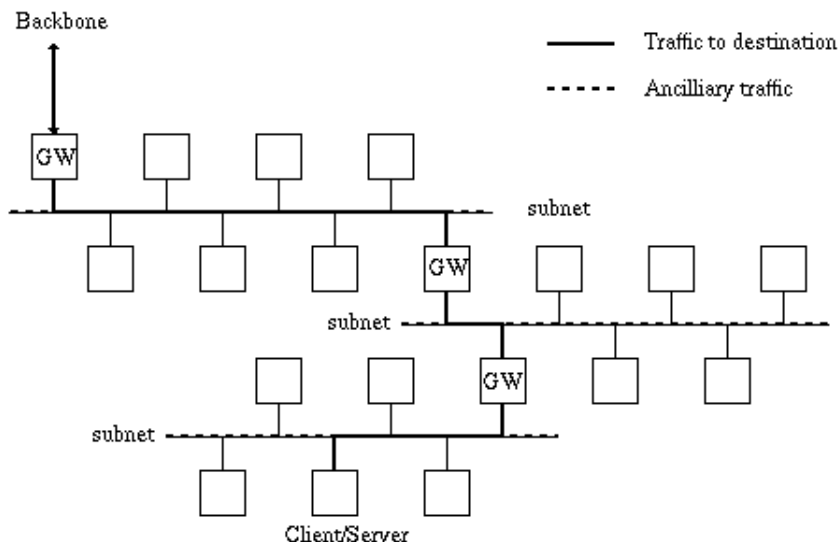 Backbone
Traffic to destination
Ancilliary traffic
GW
subnet
GW
subnet
GW
subnet
Client/Server